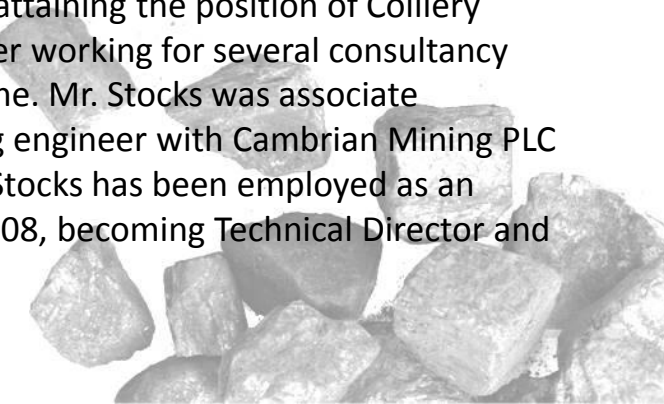 attaining the position of Colliery
er working for several consultancy
ne. Mr. Stocks was associate
g engineer with Cambrian Mining PLC
Stocks has been employed as an
08, becoming Technical Director and